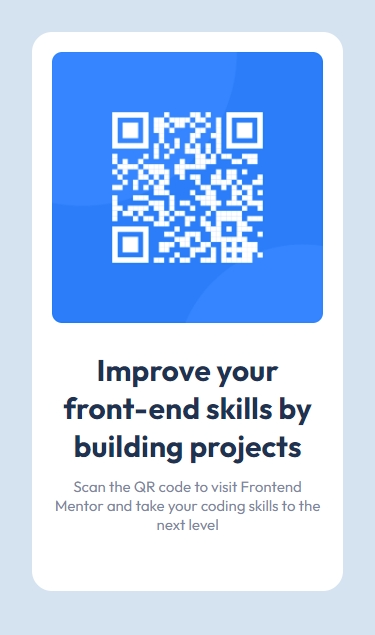 Improve your
front-end skills by
building projects
Scan the QR code to visit Frontend
Mentor and take your coding skills to the
next level